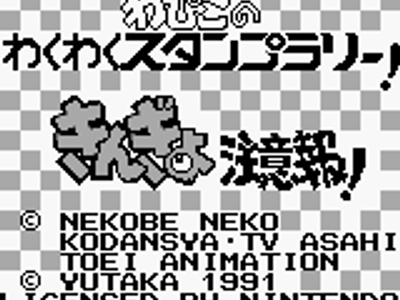 わぴこの
わくわくスタンプラリー!
きんぎょ注意報!
© NEKOBE NEKO
KODANSYA·TV ASAHI
TOEI ANIMATION
© YUTAKA 1991
LICENSED BY NINTENDO